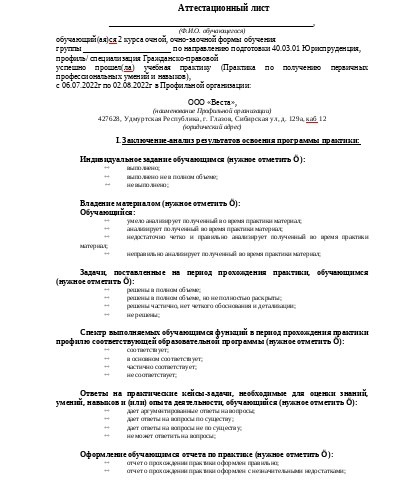 Аттестационный лист
________________________________________________,
(Ф.И.О. обучающегося)
обучающий(ая)ся 2 курса очной, очно-заочной формы обучения
группы ______________________ по направлению подготовки 40.03.01 Юриспруденция,
профиль/ специализация Гражданско-правовой
успешно прошел(ла) учебная практику (Практика по получению первичных
профессиональных умений и навыков),
с 06.07.2022г по 02.08.2022г в Профильной организации:
ООО «Веста»,
(наименование Профильной организации)
427628, Удмуртская Республика, г. Глазов, Сибирская ул, д. 129а, каб 12
(юридический адрес)
I.Заключение-анализ результатов освоения программы практики:
Индивидуальное задание обучающимся (нужное отметить Ö):
↔ выполнено;
↔ выполнено не в полном объеме;
↔ не выполнено;
Владение материалом (нужное отметить Ö):
Обучающийся:
↔ умело анализирует полученный во время практики материал;
↔ анализирует полученный во время практики материал;
↔ недостаточно четко и правильно анализирует полученный во время практики
материал;
↔ неправильно анализирует полученный во время практики материал;
Задачи, поставленные на период прохождения практики, обучающимся
(нужное отметить Ö):
↔ решены в полном объеме;
↔ решены в полном объеме, но не полностью раскрыты;
↔ решены частично, нет четкого обоснования и детализации;
↔ не решены;
Спектр выполняемых обучающимся функций в период прохождения практики
профилю соответствующей образовательной программы (нужное отметить Ö):
↔ соответствует;
↔ в основном соответствует;
↔ частично соответствует;
↔ не соответствует;
Ответы на практические кейсы-задачи, необходимые для оценки знаний,
умений, навыков и (или) опыта деятельности, обучающийся (нужное отметить Ö):
↔ дает аргументированные ответы на вопросы;
↔ дает ответы на вопросы по существу;
↔ дает ответы на вопросы не по существу;
↔ не может ответить на вопросы;
Оформление обучающимся отчета по практике (нужное отметить Ö):
↔ отчет о прохождении практики оформлен правильно;
↔ отчет о прохождении практики оформлен с незначительными недостатками;